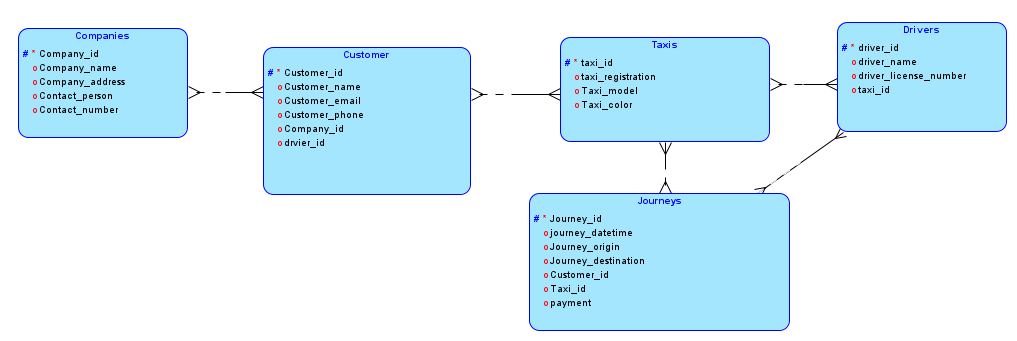 Companies
# * Company_id
o Company_name
o Company_address
o Contact_person
o Contact_number
Customer
# * Customer_id
o Customer_name
o Customer_email
o Customer_phone
o Company_id
o drvier_id
Taxis
# * taxi_id
o taxi_registration
o Taxi_model
o Taxi_color
Drivers
# * driver_id
o driver_name
o driver_license_number
o taxi_id
Journeys
# * Journey_id
o journey_datetime
o Journey_origin
o Journey_destination
o Customer_id
o Taxi_id
o payment